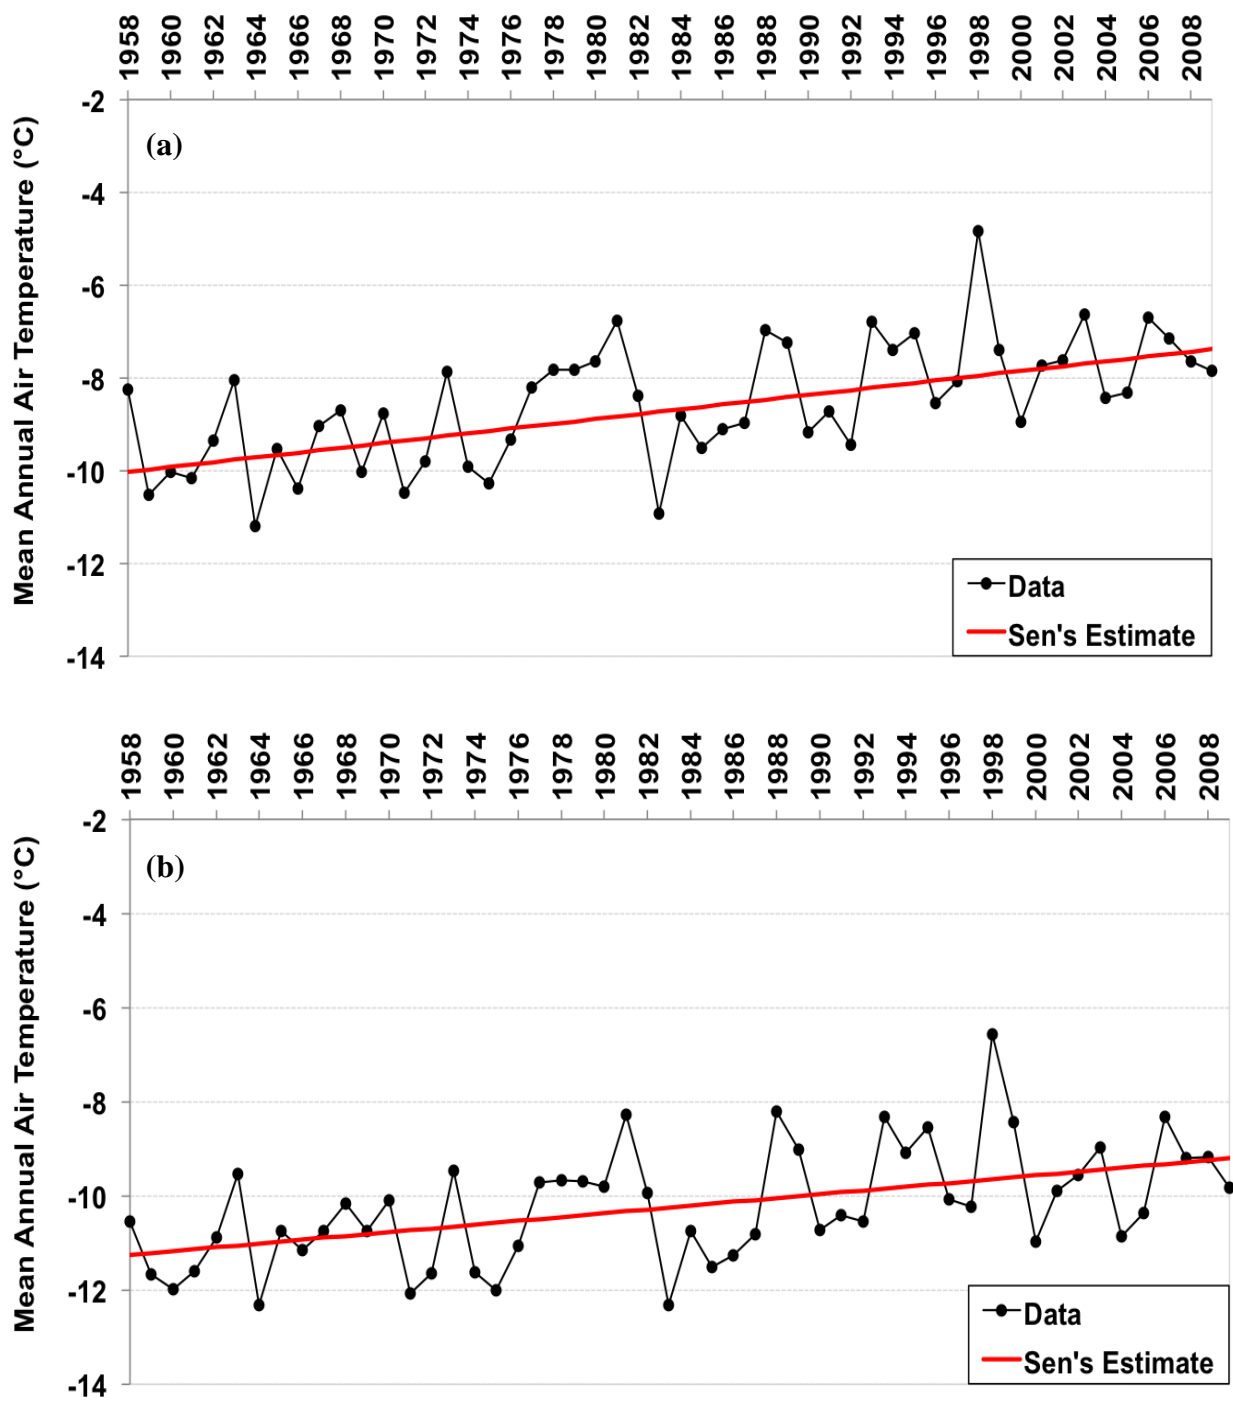 1958 1960 1962 1964 1966 1968 1970 1972 1974 1976 1978 1980 1982 1984 1986 1988 1990 1992 1994 1996 1998 2000 2002 2004 2006 2008
Mean Annual Air Temperature (°C)
-2
(a)
-4
-6
-8
-10
-12
-14
Data
Sen's Estimate
1958 1960 1962 1964 1966 1968 1970 1972 1974 1976 1978 1980 1982 1984 1986 1988 1990 1992 1994 1996 1998 2000 2002 2004 2006 2008
Mean Annual Air Temperature (°C)
-2
(b)
-4
-6
-8
-10
-12
-14
Data
Sen's Estimate